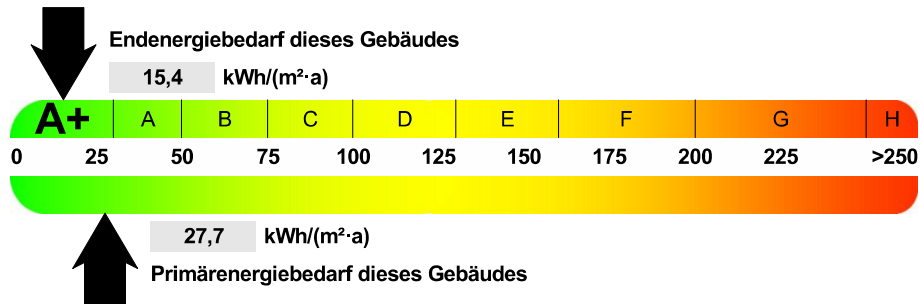 Endenergiebedarf dieses Gebäudes
15,4 kWh/(m²·a)
A+ A B C D E F G H
0 25 50 75 100 125 150 175 200 225 >250
27,7 kWh/(m²·a)
Primärenergiebedarf dieses Gebäudes